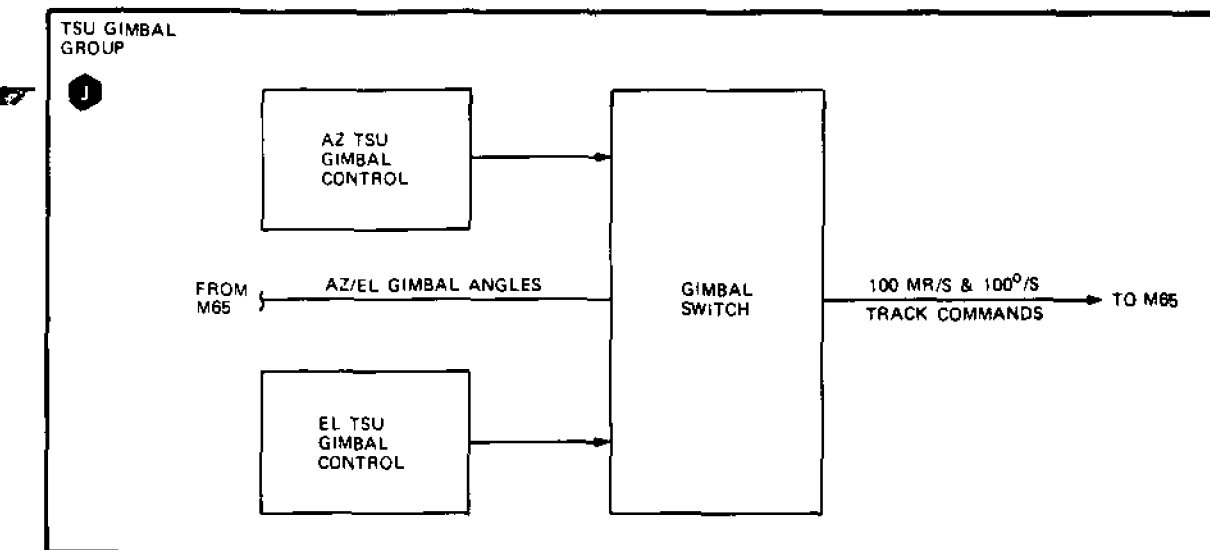 TSU GIMBAL
GROUP
J
AZ TSU
GIMBAL
CONTROL
FROM
M65
AZ/EL GIMBAL ANGLES
GIMBAL
SWITCH
100 MR/S & 100⁰/S
TRACK COMMANDS
TO M65
EL TSU
GIMBAL
CONTROL